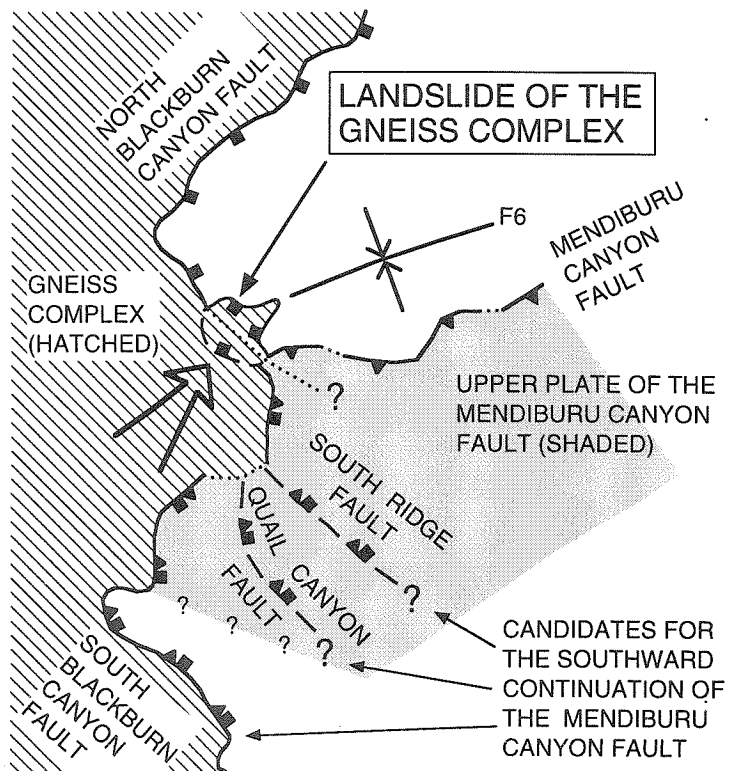 NORTH
BLACKBURN
CANYON FAULT
LANDSLIDE OF THE
GNEISS COMPLEX
F6
MENDIBURU
CANYON
FAULT
GNEISS
COMPLEX
(HATCHED)
?
UPPER PLATE OF THE
MENDIBURU CANYON
FAULT (SHADED)
SOUTH RIDGE
FAULT
?
QUAIL CANYON
FAULT
?
? ? ?
SOUTH
BLACKBURN
CANYON
FAULT
CANDIDATES FOR
THE SOUTHWARD
CONTINUATION OF
THE MENDIBURU
CANYON FAULT